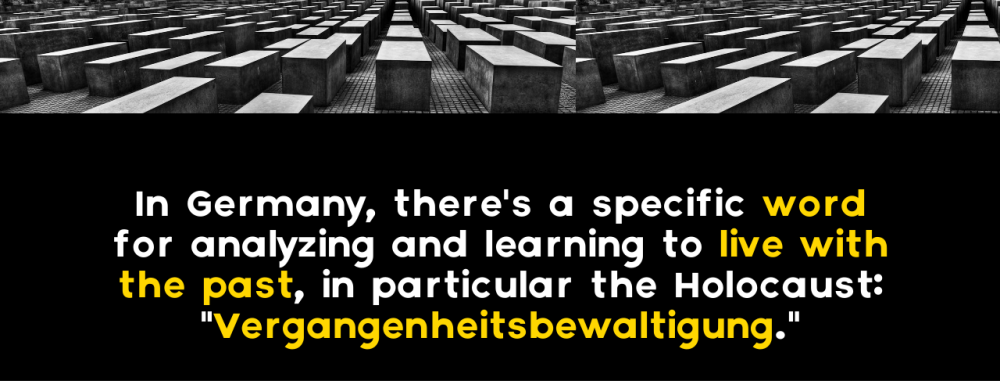 In Germany, there's a specific word
for analyzing and learning to live with
the past, in particular the Holocaust:
"Vergangenheitsbewaltigung."